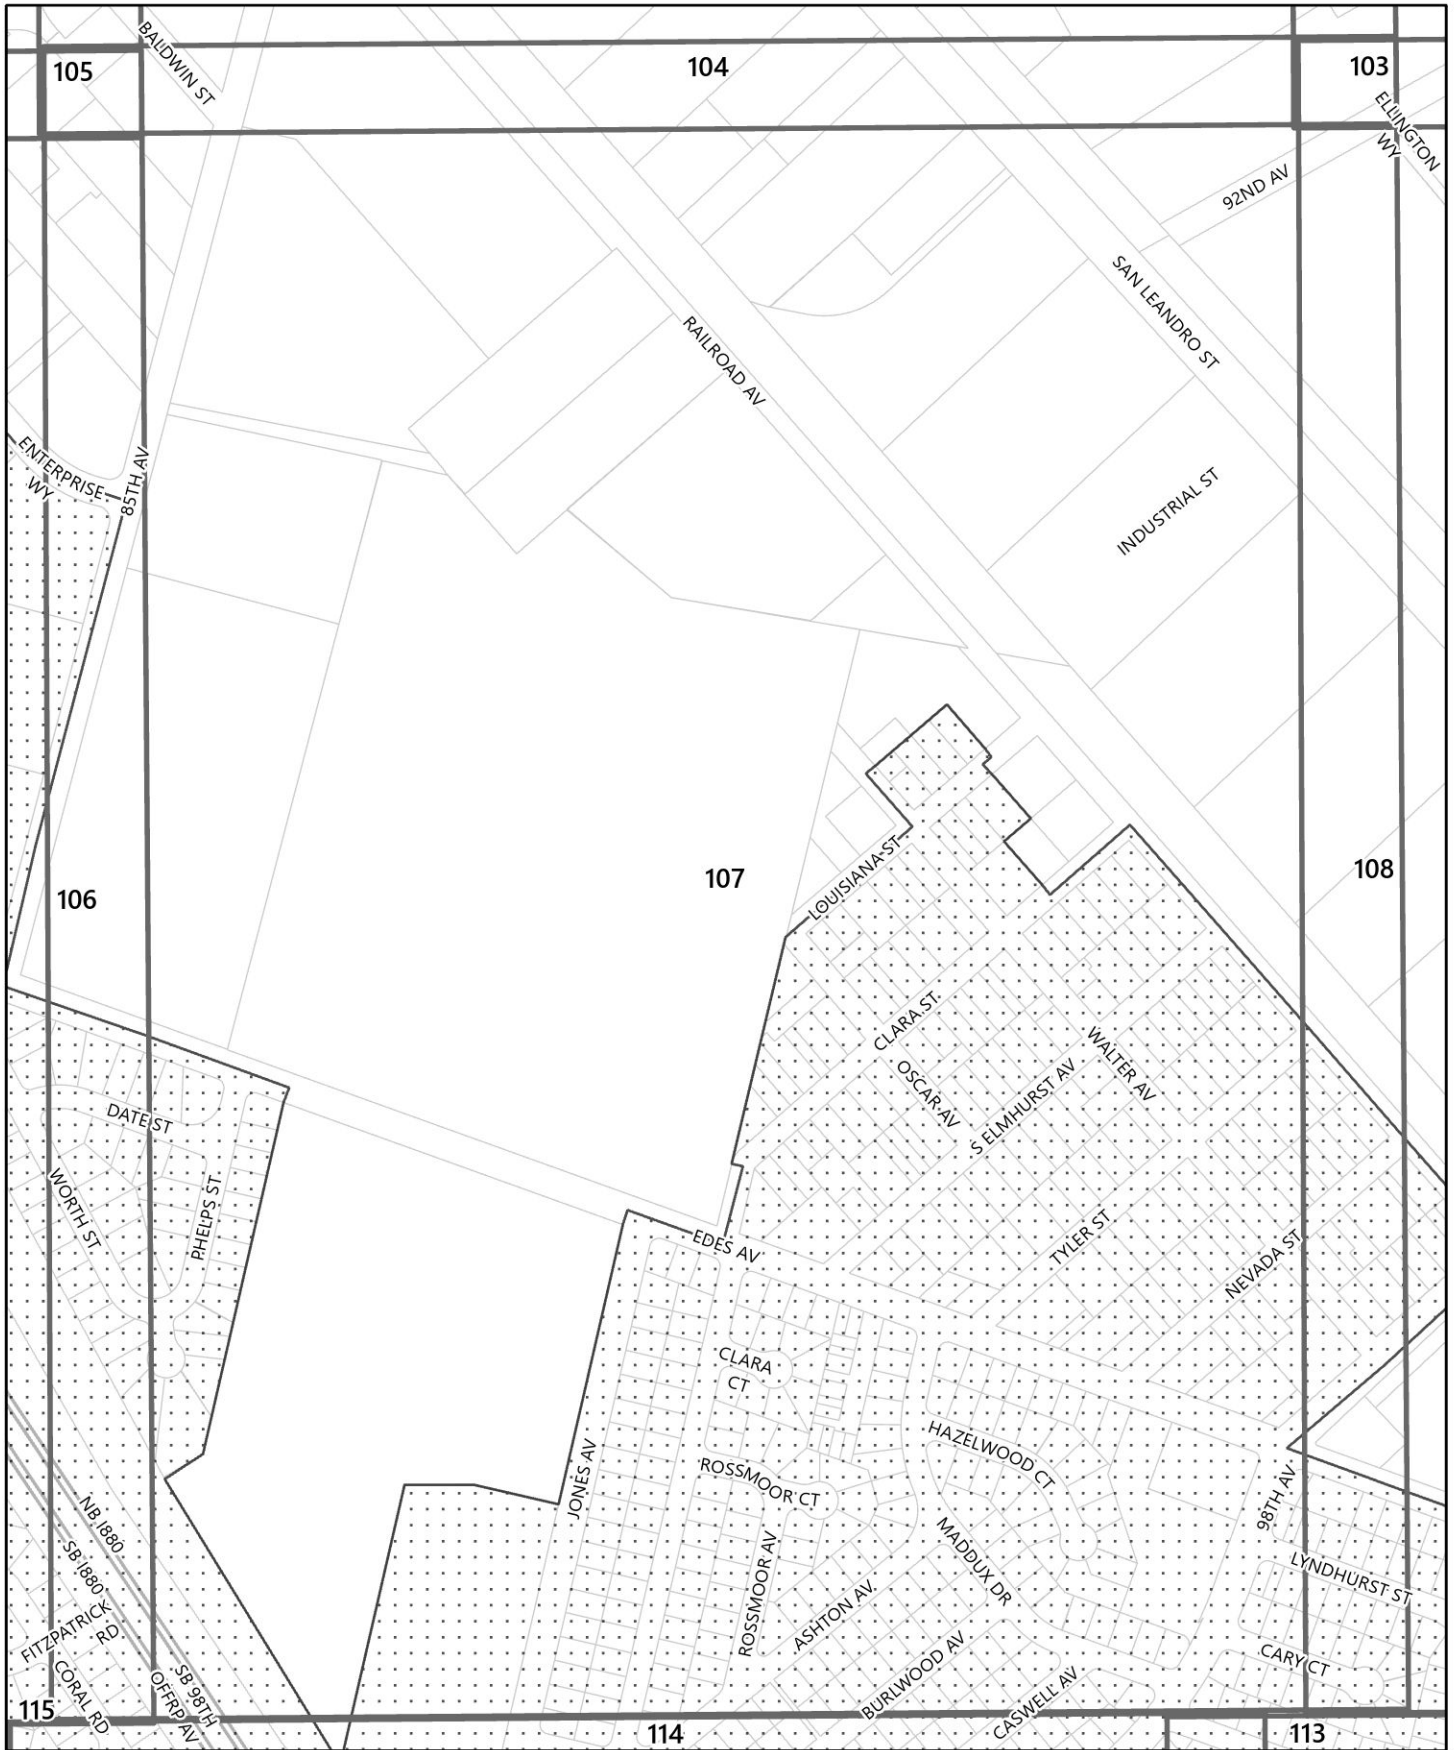 BALDWIN ST
105
104
103
ELLINGTON
WY
92ND AV
SAN LEANDRO ST
RAILROAD AV
ENTERPRISE
WY
85TH AV
INDUSTRIAL ST
LOUISIANA ST
107
108
106
CLARA ST
OSCAR AV
WALTER AV
S ELMHURST AV
DATE ST
WORTH ST
PHELPS ST
EDES AV
TYLER ST
NEVADA ST
CLARA
CT
HAZELWOOD CT
JONES AV
ROSSMOOR CT
98TH AV
NB I880
SB I880
MADDUX DR
ROSSMOOR AV
ASHTON AV
LYNDHURST ST
FITZPATRICK
RD
BURLWOOD AV
CARY CT
CORAL RD
SB 98TH
OFFRP AV
CASWELL AV
115
114
113